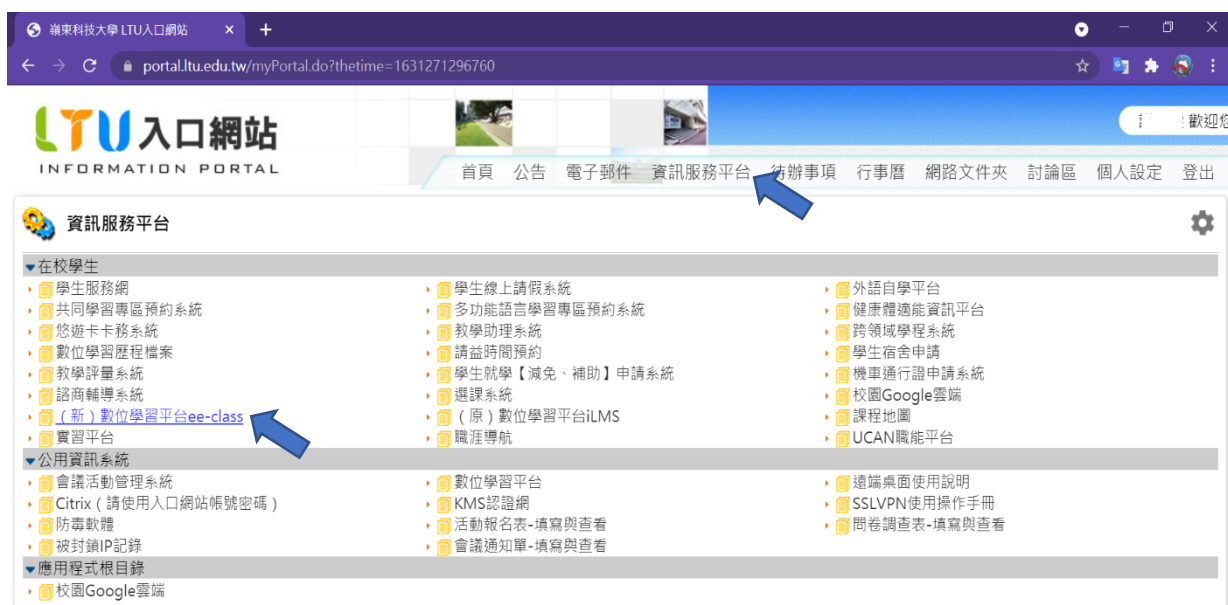 嶺東科技大學 LTU入口網站
portal.ltu.edu.tw/myPortal.do?thetime=1631271296760
LTU 入口網站
INFORMATION PORTAL
歡迎您
首頁 公告 電子郵件 資訊服務平台 待辦事項 行事曆 網路文件夾 討論區 個人設定 登出
資訊服務平台
在校學生
學生服務網 學生線上請假系統 外語自學平台
共同學習專區預約系統 多功能語言學習專區預約系統 健康體適能資訊平台
悠遊卡卡務系統 教學助理系統 跨領域學程系統
數位學習歷程檔案 請益時間預約 學生宿舍申請
教學評量系統 學生就學【減免、補助】申請系統 機車通行證申請系統
諮商輔導系統 選課系統 校園Google雲端
(新)數位學習平台ee-class (原)數位學習平台iLMS 課程地圖
實習平台 職涯導航 UCAN職能平台
公用資訊系統
會議活動管理系統 數位學習平台 遠端桌面使用說明
Citrix(請使用入口網站帳號密碼) KMS認證網 SSLVPN使用操作手冊
防毒軟體 活動報名表-填寫與查看 問卷調查表-填寫與查看
被封鎖IP記錄 會議通知單-填寫與查看
應用程式根目錄
校園Google雲端